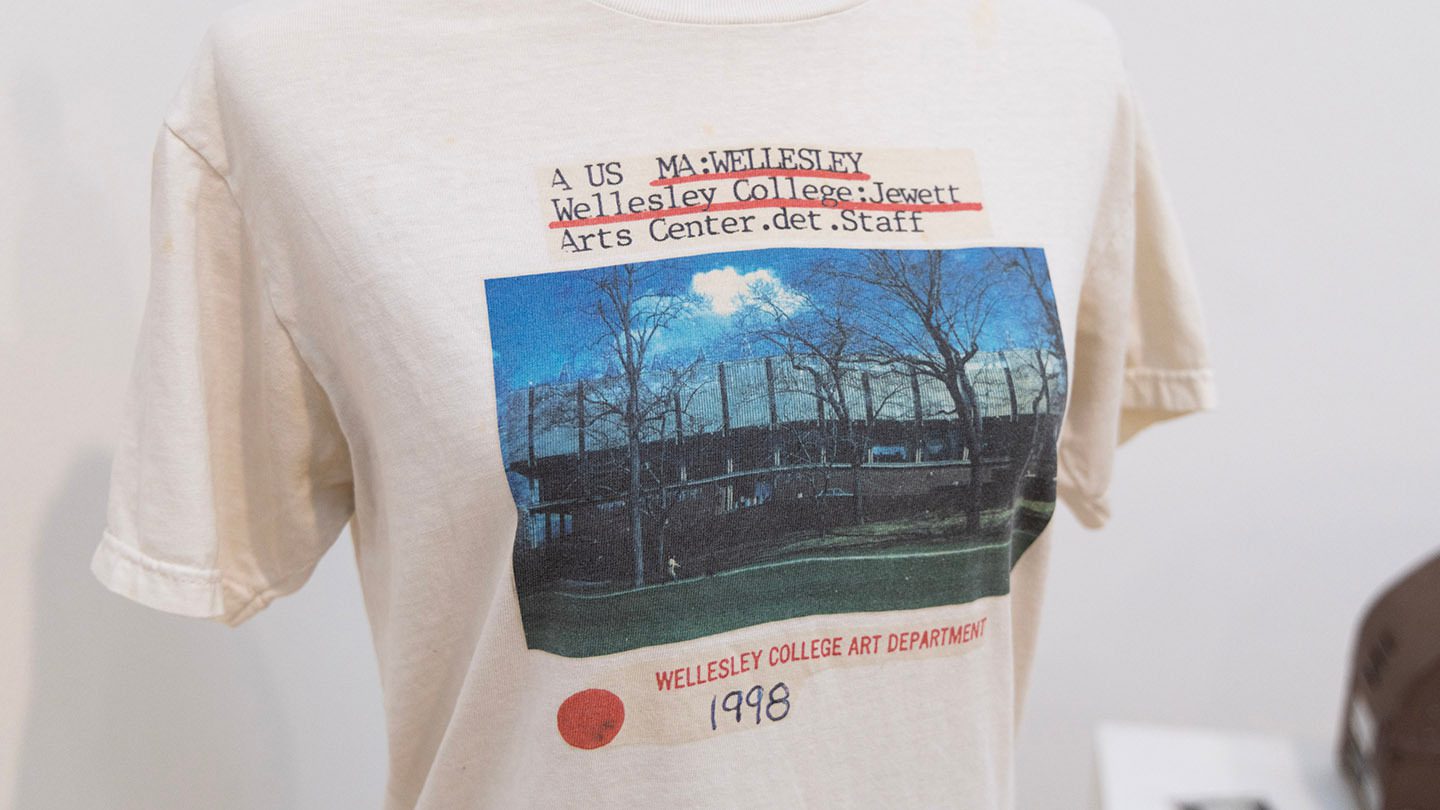 A US MA:WELLESLEY
Wellesley College:Jewett
Arts Center.det.Staff
WELLESLEY COLLEGE ART DEPARTMENT
1998